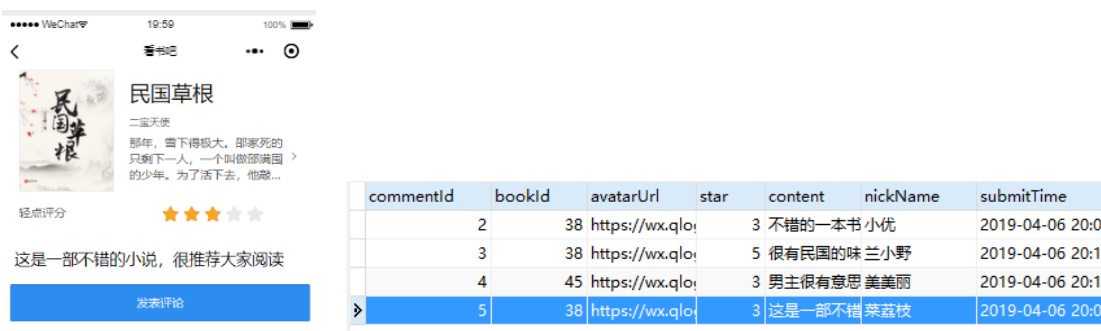 WeChat 19:59 100%
看书吧
民国草根
民国草根
二宝天使
那年，雪下得极大。邵家死的
只剩下一人，一个叫做邵满囤
的少年。为了活下去，他敲...
轻点评分
这是一部不错的小说，很推荐大家阅读
发表评论
commentId bookId avatarUrl star content nickName submitTime
2 38 https://wx.qlo 3 不错的一本书 小优 2019-04-06 20:0
3 38 https://wx.qlo 5 很有民国的味 兰小野 2019-04-06 20:1
4 45 https://wx.qlo 3 男主很有意思 美美丽 2019-04-06 20:1
5 38 https://wx.qlo 3 这是一部不错 菜荔枝 2019-04-06 20:0